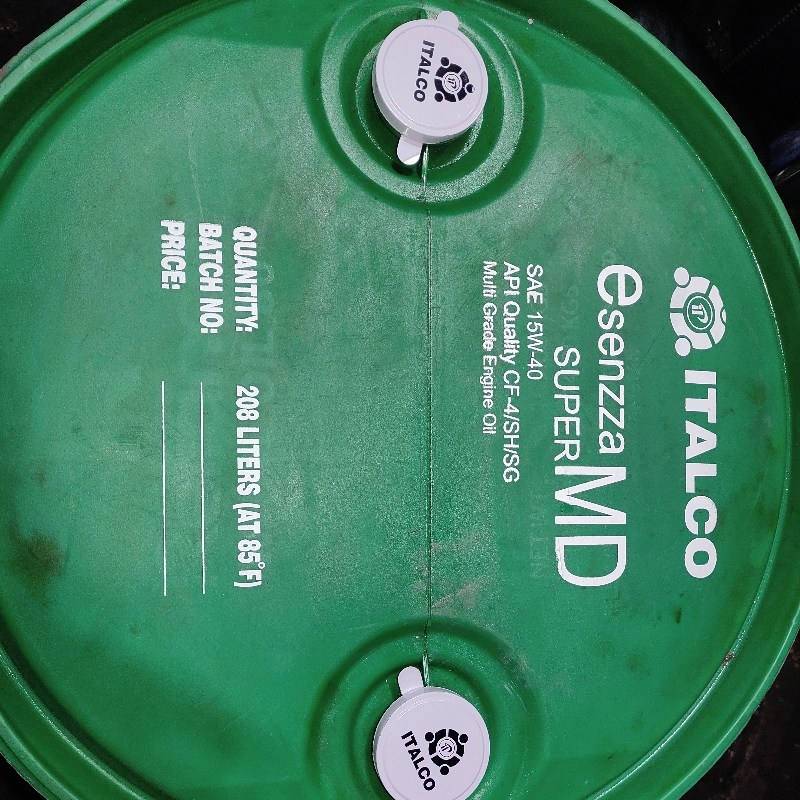 ITALCO
esenzza
SUPER MD
SAE 15W-40
API Quality CF-4/SH/SG
Multi Grade Engine Oil
QUANTITY: 208 LITERS (AT 85°F)
BATCH NO:
PRICE:
ITALCO
ITALCO